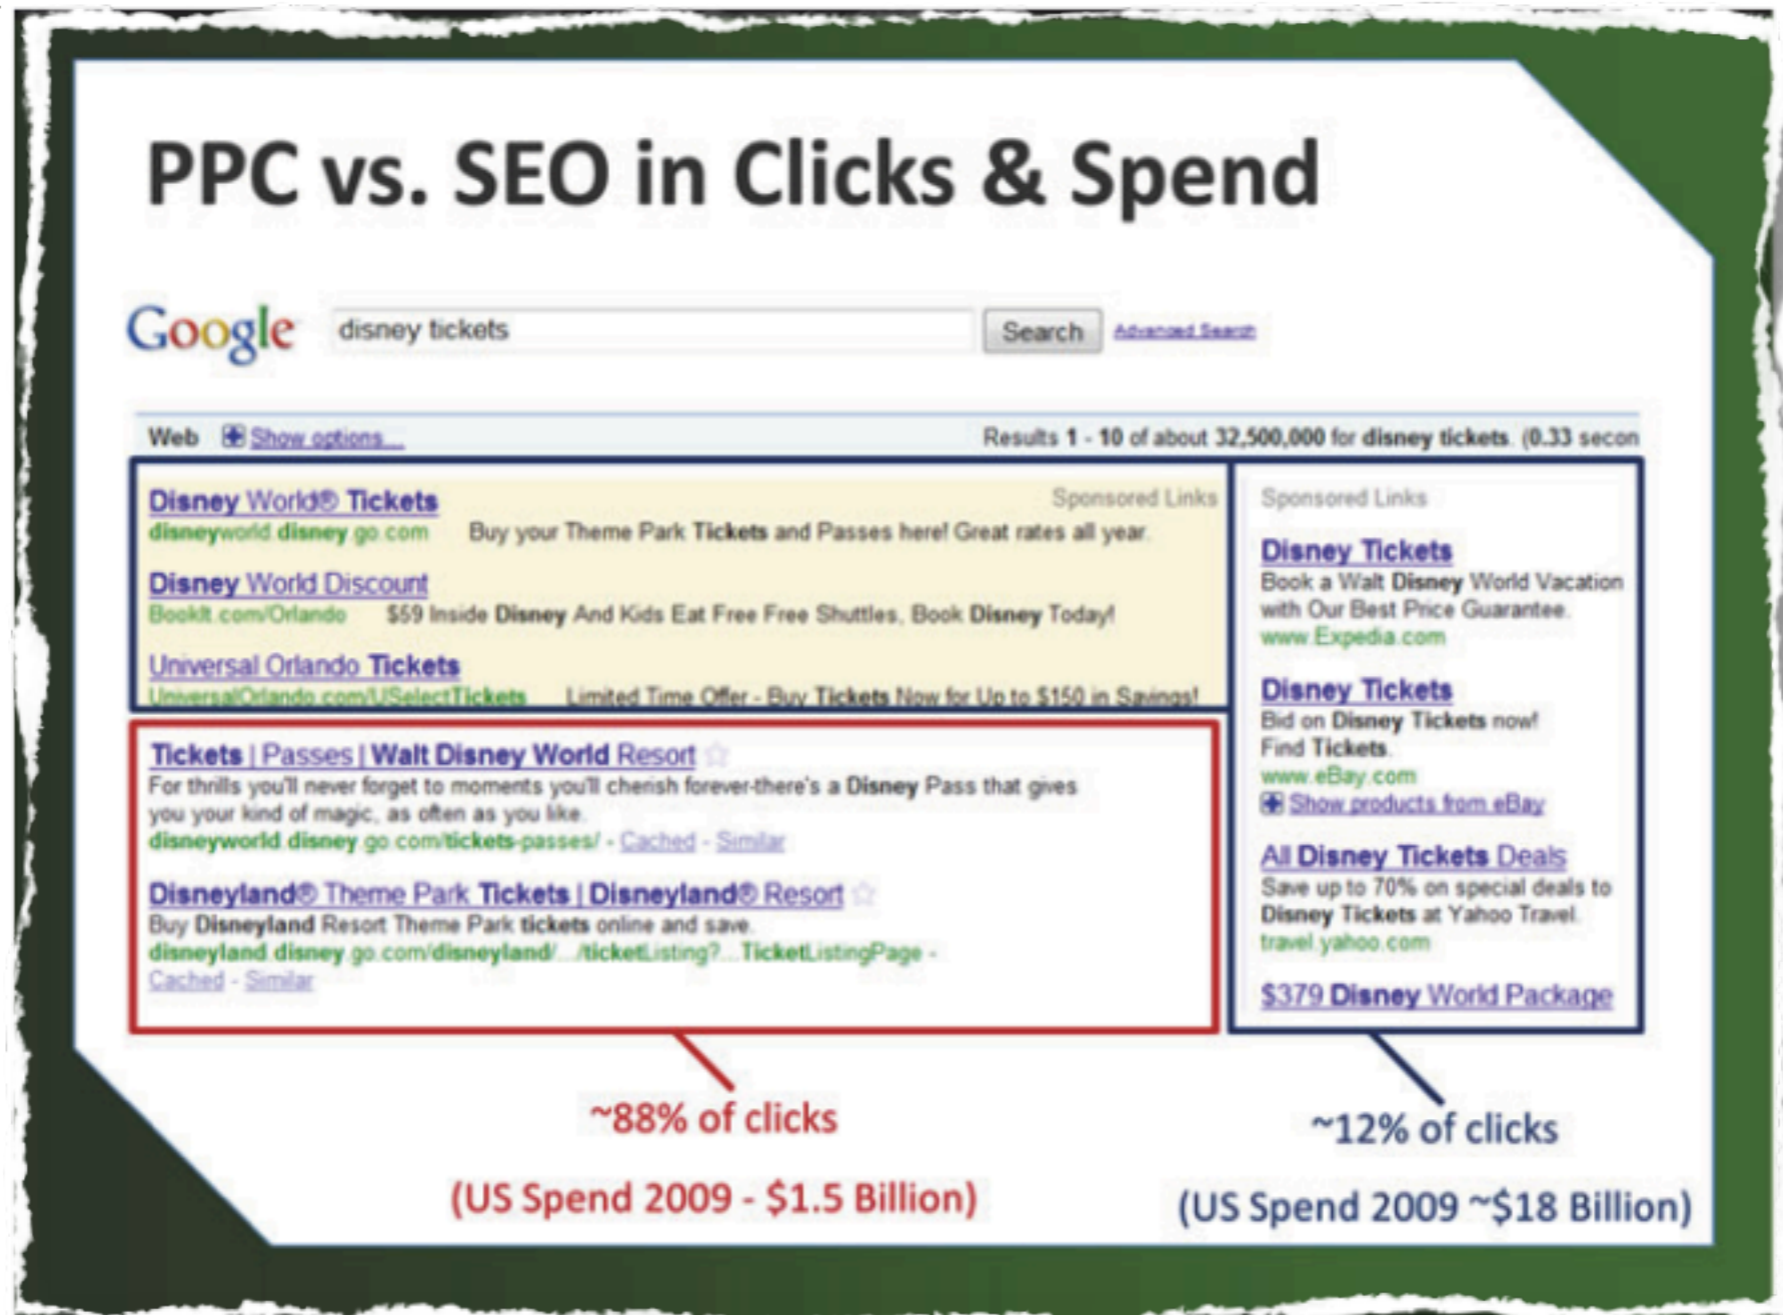 PPC vs. SEO in Clicks & Spend
Google
disney tickets
Search
Advanced Search
Web
Show options...
Results 1 - 10 of about 32,500,000 for disney tickets. (0.33 secon
Sponsored Links
Disney World® Tickets
disneyworld.disney.go.com Buy your Theme Park Tickets and Passes here! Great rates all year.
Disney World Discount
BookIt.com/Orlando $59 Inside Disney And Kids Eat Free Free Shuttles, Book Disney Today!
Universal Orlando Tickets
UniversalOrlando.com/USelectTickets Limited Time Offer - Buy Tickets Now for Up to $150 in Savings!
Tickets | Passes | Walt Disney World Resort
For thrills you'll never forget to moments you'll cherish forever-there's a Disney Pass that gives
you your kind of magic, as often as you like.
disneyworld.disney.go.com/tickets-passes/ - Cached - Similar
Disneyland® Theme Park Tickets | Disneyland® Resort
Buy Disneyland Resort Theme Park tickets online and save.
disneyland.disney.go.com/disneyland/.../ticketListing?...TicketListingPage -
Cached - Similar
Sponsored Links
Disney Tickets
Book a Walt Disney World Vacation
with Our Best Price Guarantee.
www.Expedia.com
Disney Tickets
Bid on Disney Tickets now!
Find Tickets.
www.eBay.com
Show products from eBay
All Disney Tickets Deals
Save up to 70% on special deals to
Disney Tickets at Yahoo Travel.
travel.yahoo.com
$379 Disney World Package
~88% of clicks
(US Spend 2009 - $1.5 Billion)
~12% of clicks
(US Spend 2009 ~$18 Billion)